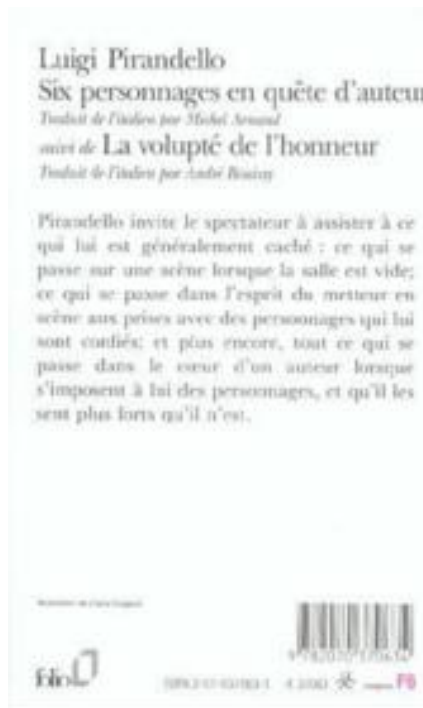 Luigi Pirandello
Six personnages en quête d'auteur
Traduit de l'italien par Michel Arnaud
suivi de La volupté de l'honneur
Traduit de l'italien par André
Pirandello invite le spectateur à assister à ce
qui lui est généralement caché : ce qui se
passe sur une scène lorsque la salle est vide;
ce qui se passe dans l'esprit du metteur en
scène aux prises avec des personnages qui lui
sont confiés; et plus encore, tout ce qui se
passe dans le cœur d'un auteur lorsque
s'imposent à lui des personnages, et qu'il les
sent plus forts qu'il n'est.
folio
F6